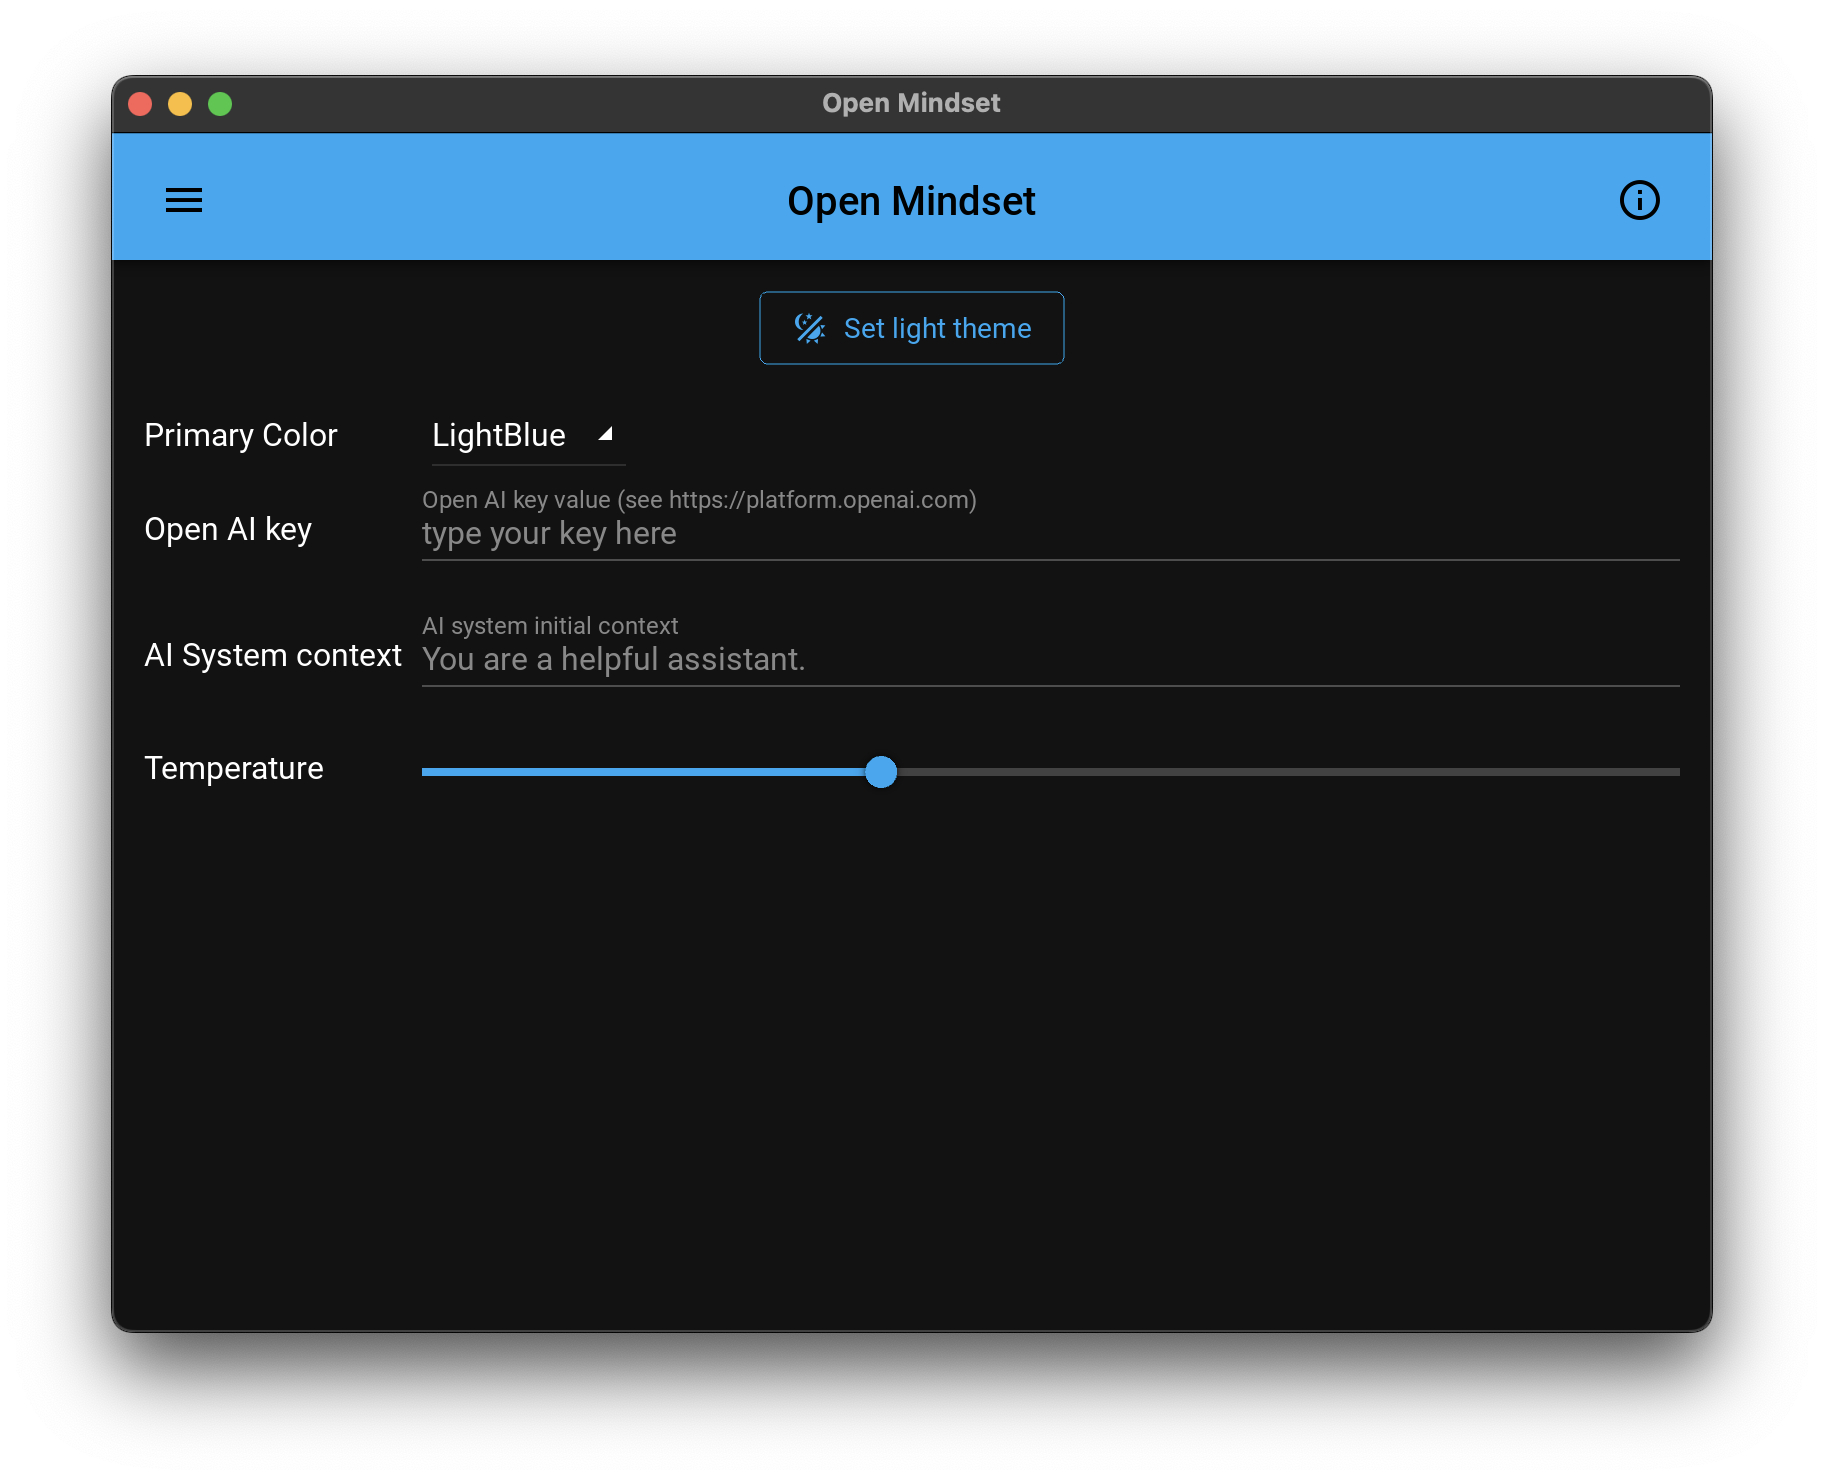 Open Mindset
Open Mindset
Set light theme
Primary Color LightBlue
Open AI key value (see https://platform.openai.com)
Open AI key type your key here
AI system initial context
AI System context You are a helpful assistant.
Temperature